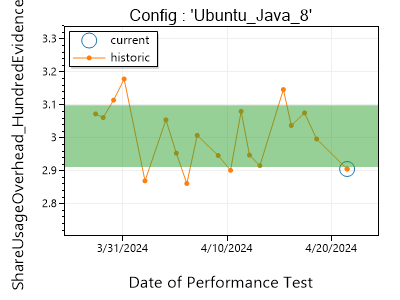 Config : 'Ubuntu_Java_8'
current
historic
ShareUsageOverhead_HundredEvidence
3.3
3.2
3.1
3
2.9
2.8
3/31/2024
4/10/2024
4/20/2024
Date of Performance Test